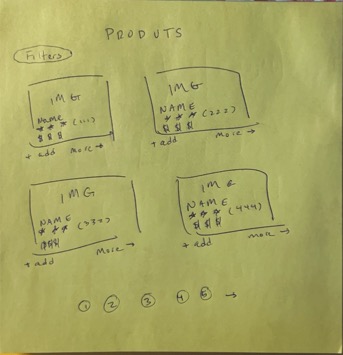 PRODUTS
Filters
IMG
NAME
* * * (111)
$ $ $
+ add more →
IMG
NAME
* * * (222)
$ $ $
+ add more →
IMG
NAME
* * * (333)
$$$
+ add more →
IMG
NAME
* * * (444)
$ $ $
+ add more →
1 2 3 4 5 →